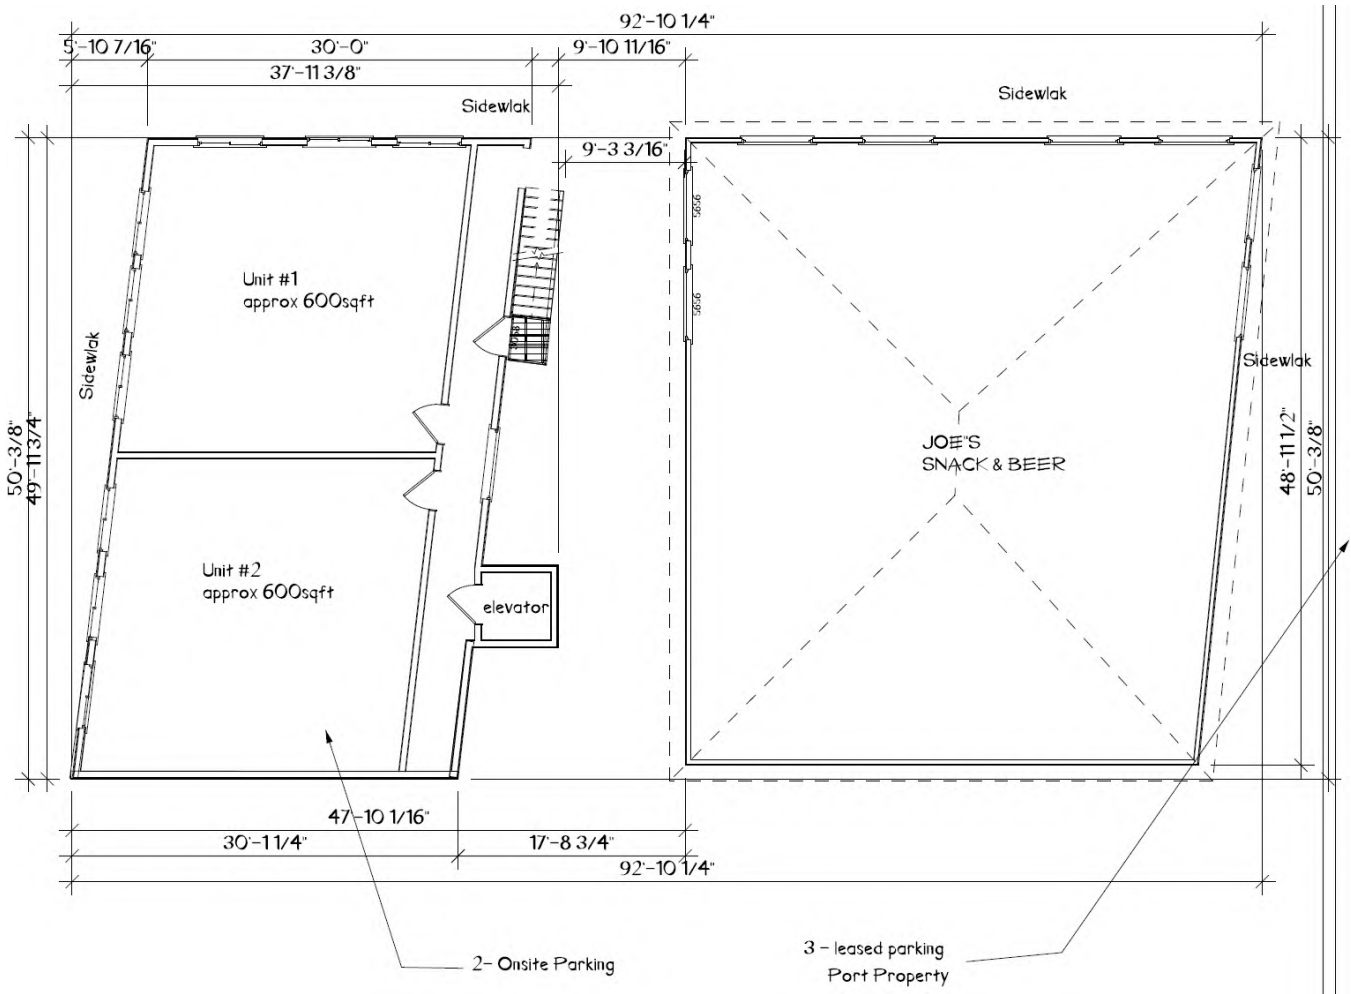 92'-10 1/4"
5'-10 7/16"
30'-0"
9'-10 11/16"
37'-11 3/8"
Sidewlak
Sidewlak
9'-3 3/16"
5656
Unit #1
approx 600sqft
5656
Sidewlak
Sidewlak
50'-3/8"
49'-11 3/4"
JOE"S
SNACK & BEER
48'-11 1/2"
50'-3/8"
Unit #2
approx 600sqft
elevator
47'-10 1/16"
30'-1 1/4"
17'-8 3/4"
92'-10 1/4"
2- Onsite Parking
3 - leased parking
Port Property